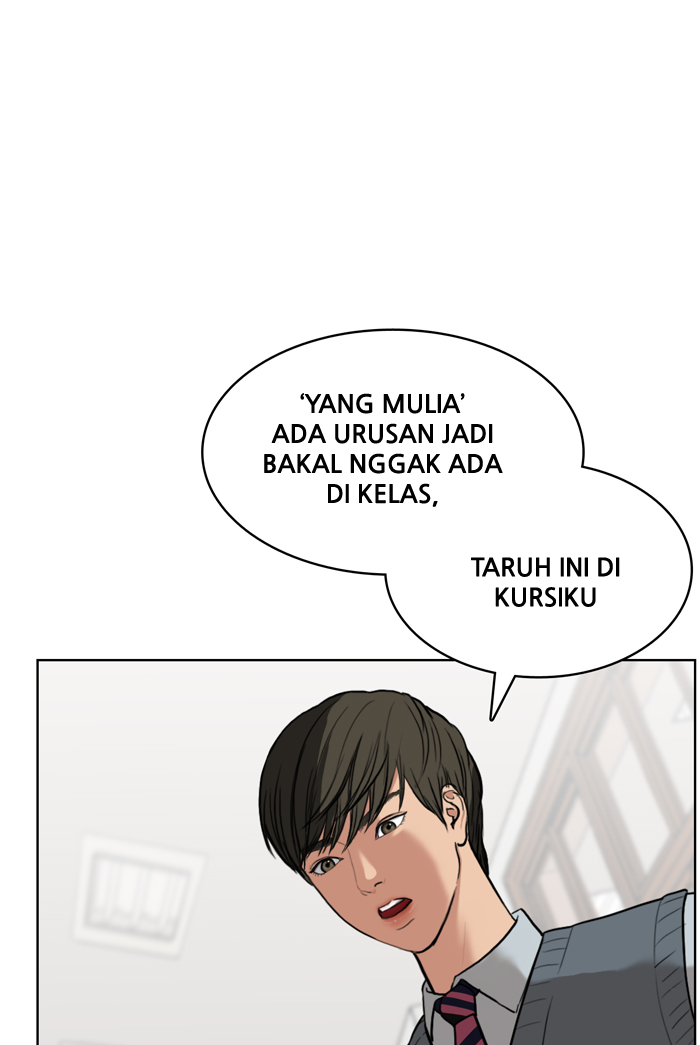 ‘YANG MULIA’
ADA URUSAN JADI
BAKAL NGGAK ADA
DI KELAS,
TARUH INI DI
KURSIKU